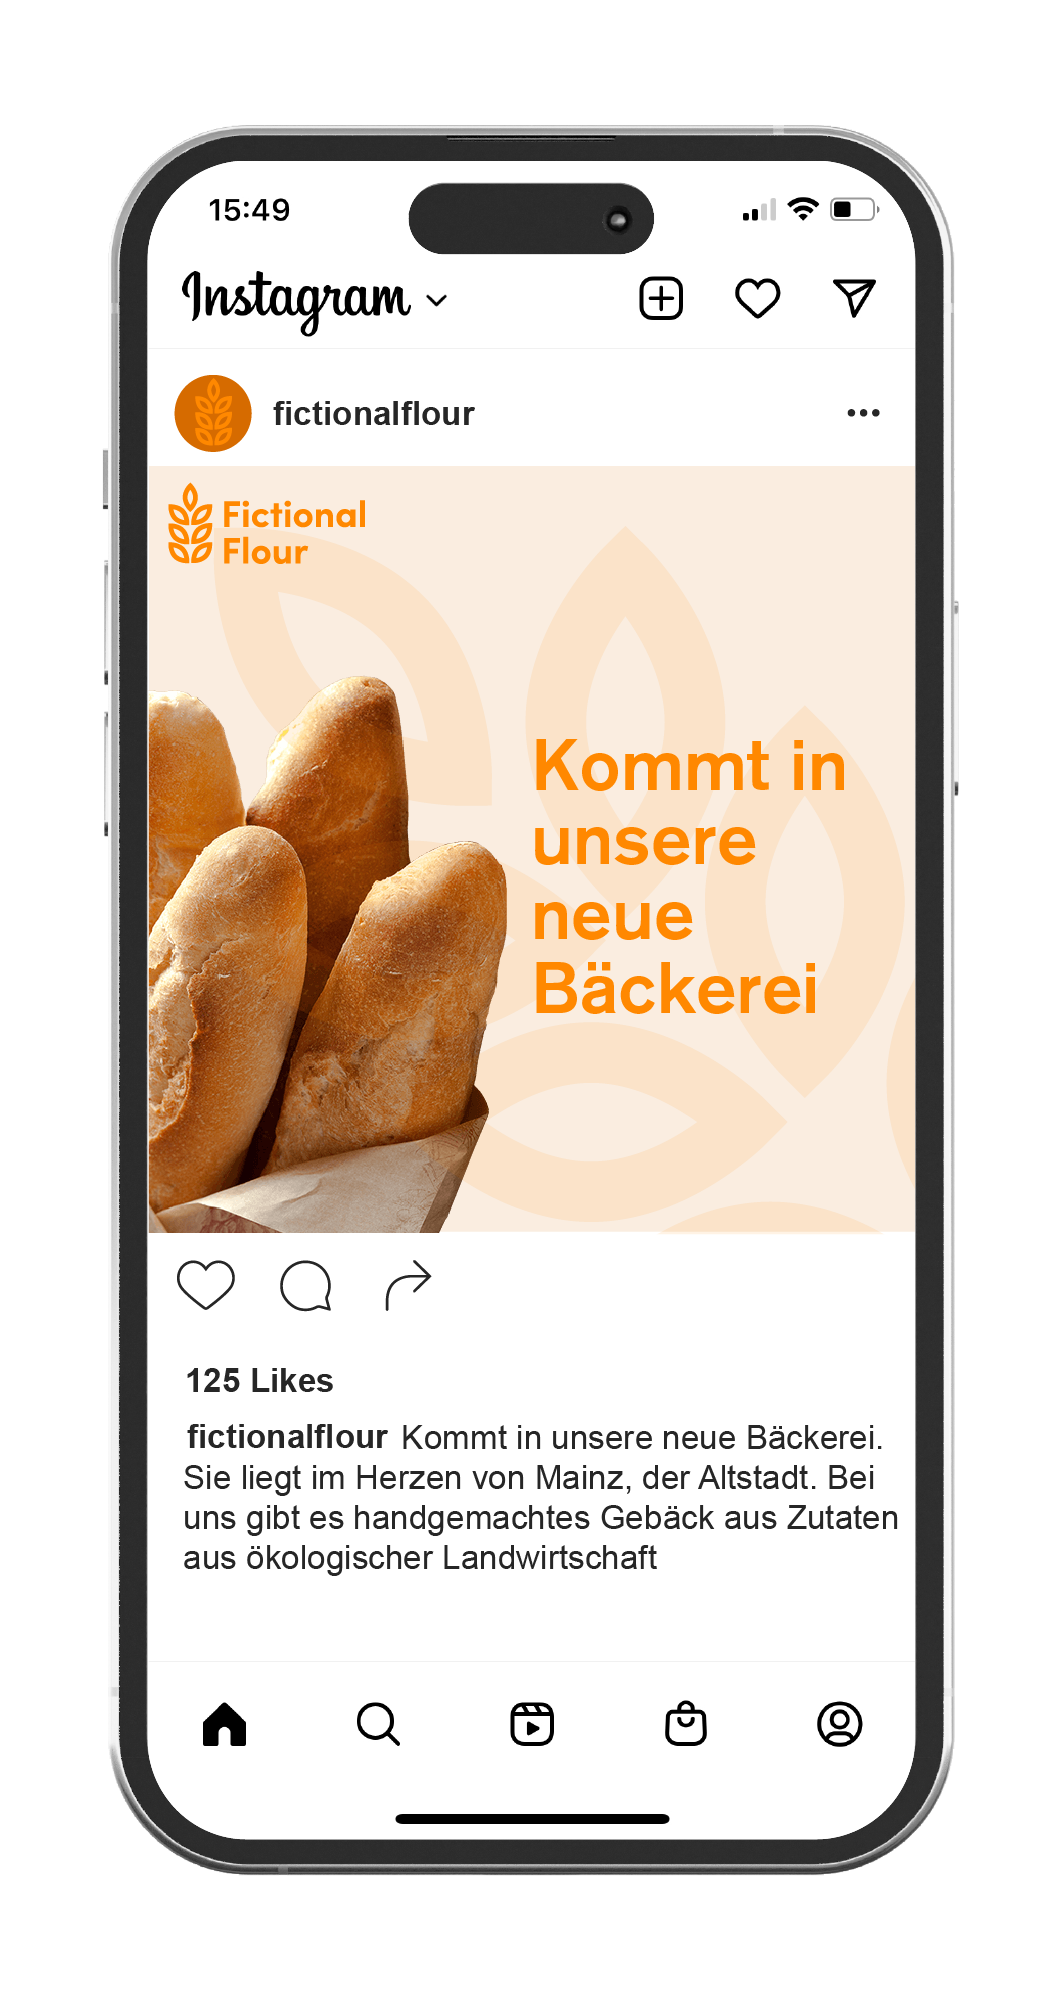 15:49
Instagram
fictionalflour
Fictional
Flour
Kommt in
unsere
neue
Bäckerei
125 Likes
fictionalflour Kommt in unsere neue Bäckerei.
Sie liegt im Herzen von Mainz, der Altstadt. Bei
uns gibt es handgemachtes Gebäck aus Zutaten
aus ökologischer Landwirtschaft